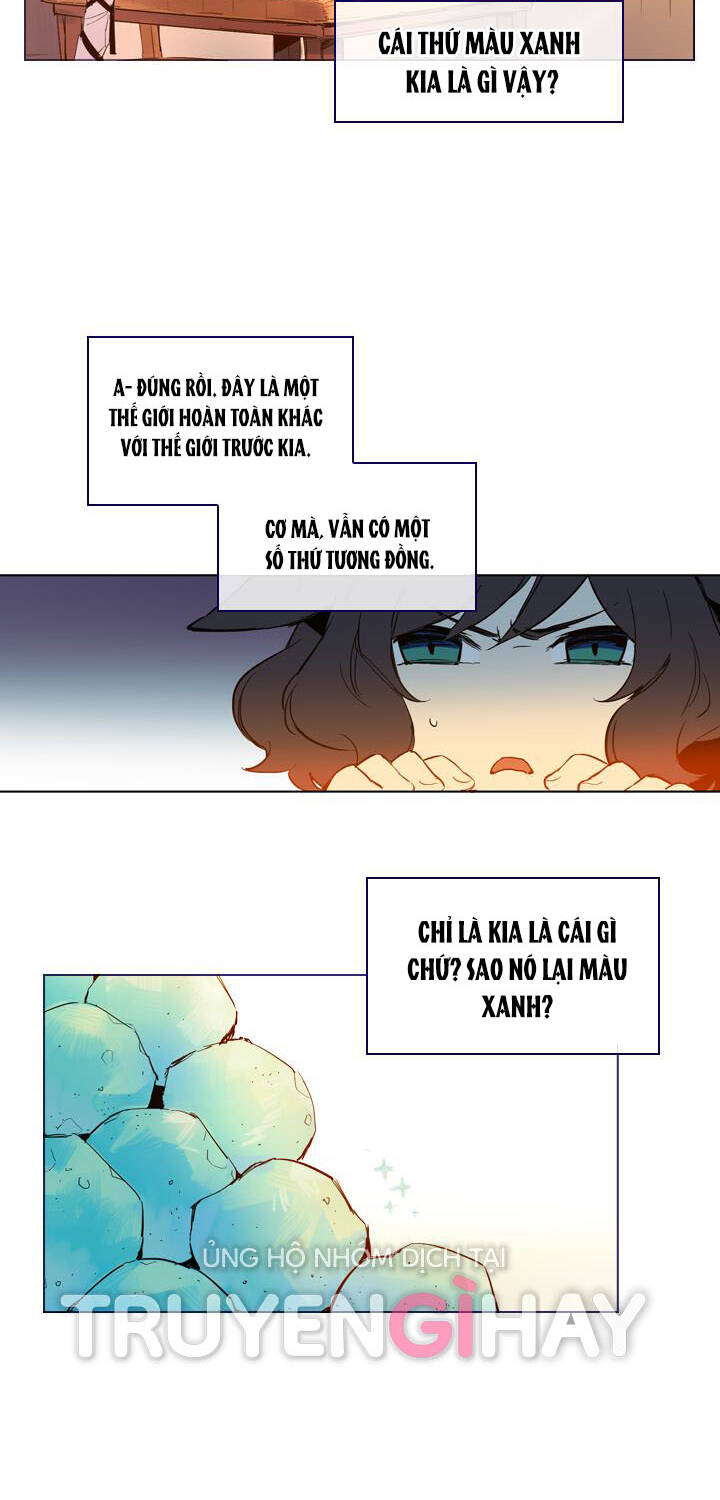 CÁI THỨ MÀU XANH
KIA LÀ GÌ VẬY?
A- ĐÚNG RỒI. ĐÂY LÀ MỘT
THẾ GIỚI HOÀN TOÀN KHÁC
VỚI THẾ GIỚI TRƯỚC KIA.
CƠ MÀ, VẪN CÓ MỘT
SỐ THỨ TƯƠNG ĐỒNG.
CHỈ LÀ KIA LÀ CÁI GÌ
CHỨ? SAO NÓ LẠI MÀU
XANH?
ỦNG HỘ NHÓM DỊCH TẠI
TRUYENGÌHAY